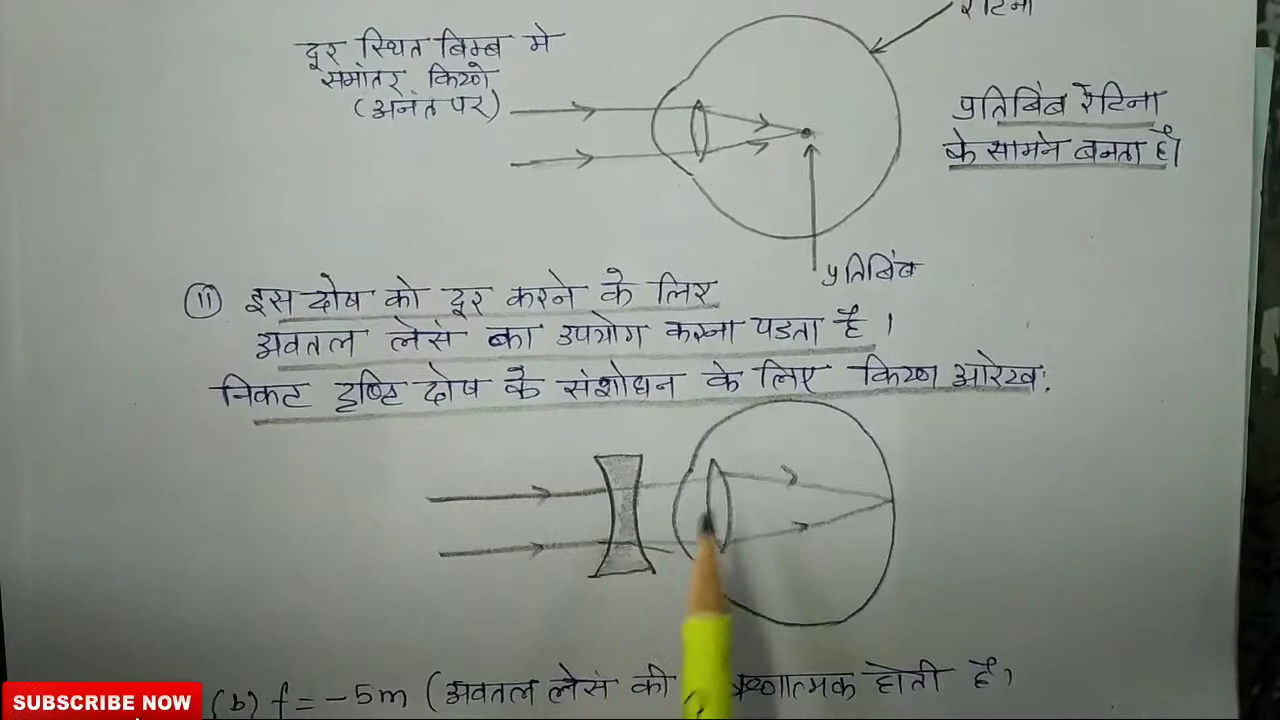 रेटिना
दूर स्थित बिम्ब मे
समांतर किरणे
(अनंत पर)
प्रतिबिंब रेटिना
के सामने बनता है।
प्रतिबिंब
(ii) इस दोष को दूर करने के लिए
अवतल लेंस का उपयोग करना पडता है।
निकट दृष्टि दोष के संशोधन के लिए किरण आरेख:
(b) f = -5m (अवतल लेंस की ऋणात्मक होती है।
SUBSCRIBE NOW